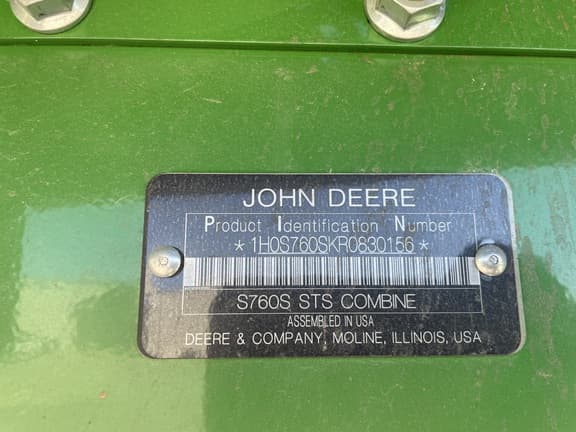 JOHN DEERE
Product Identification Number
*1H0S760SKR0830156*
S760S STS COMBINE
ASSEMBLED IN USA
DEERE & COMPANY, MOLINE, ILLINOIS, USA